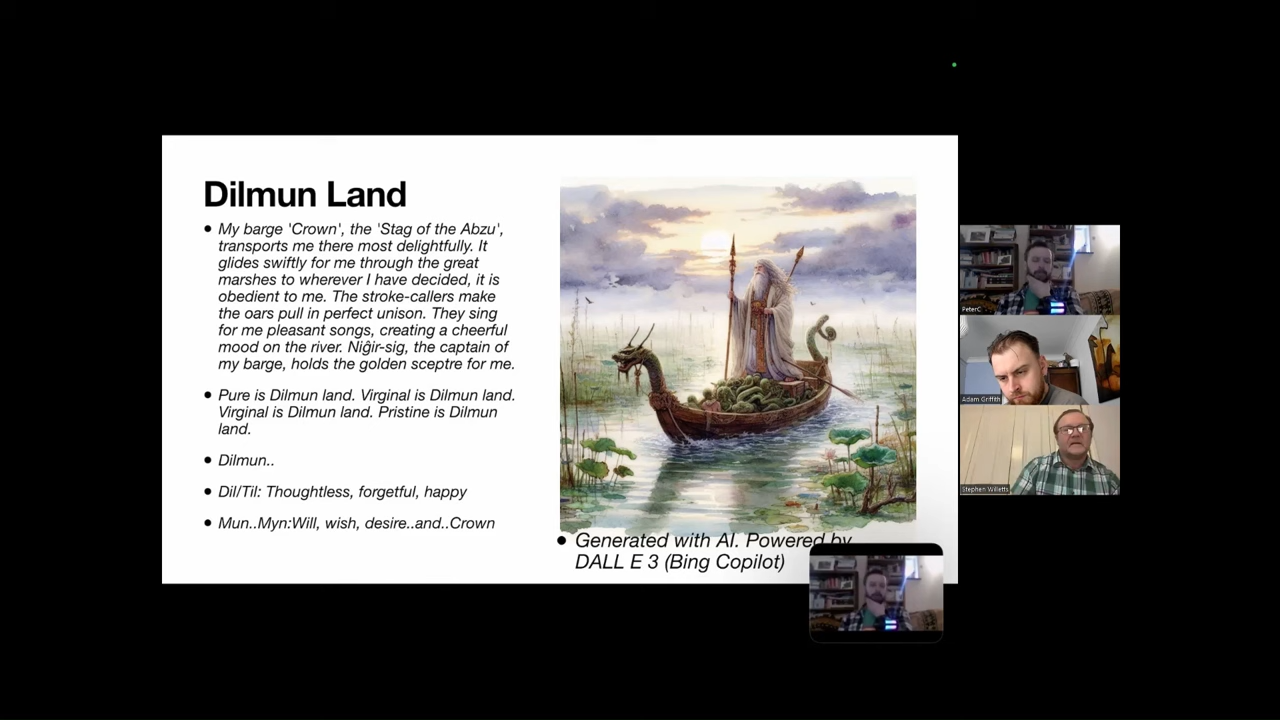 Dilmun Land
• My barge 'Crown', the 'Stag of the Abzu',
transports me there most delightfully. It
glides swiftly for me through the great
marshes to wherever I have decided, it is
obedient to me. The stroke-callers make
the oars pull in perfect unison. They sing
for me pleasant songs, creating a cheerful
mood on the river. Niĝir-sig, the captain of
my barge, holds the golden sceptre for me.
• Pure is Dilmun land. Virginal is Dilmun land.
Virginal is Dilmun land. Pristine is Dilmun
land.
• Dilmun..
• Dil/Til: Thoughtless, forgetful, happy
• Mun..Myn:Will, wish, desire..and..Crown
• Generated with AI. Powered by
DALL E 3 (Bing Copilot)
PeterC
Adam Griffith
Stephen Willetts